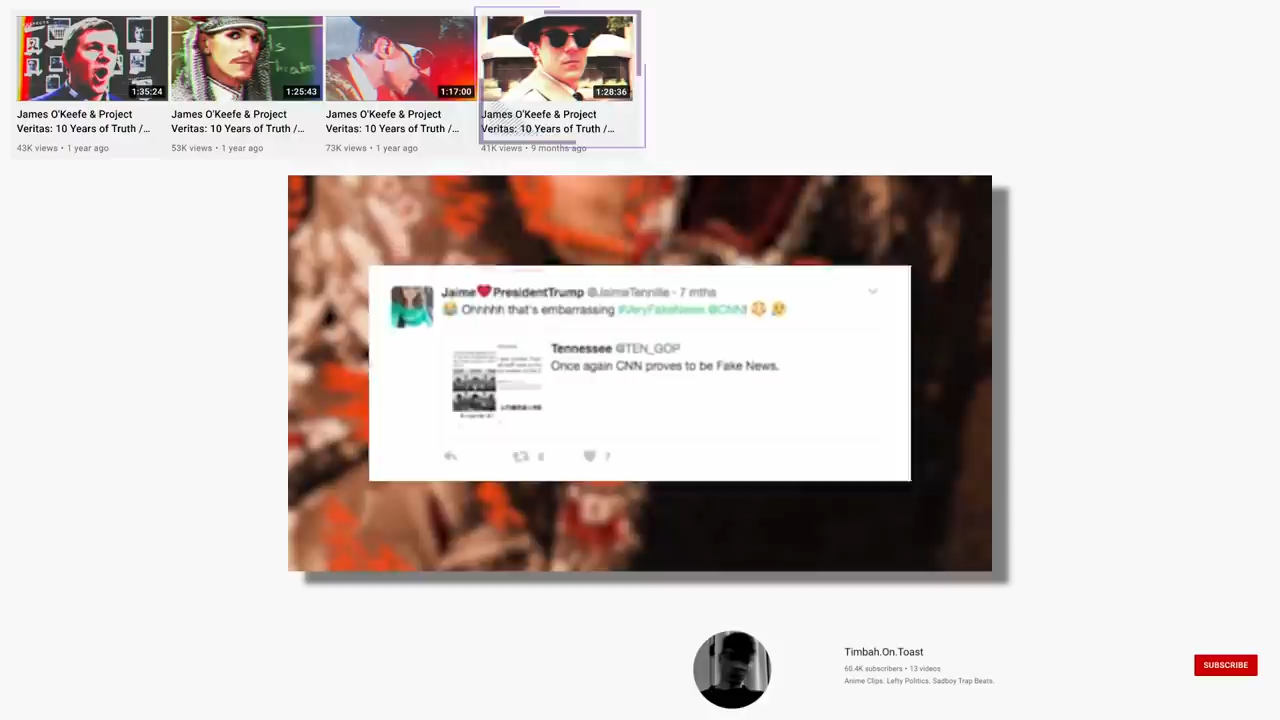 1:35:24
1:25:43
1:17:00
1:28:36
James O'Keefe & Project
Veritas: 10 Years of Truth /...
43K views • 1 year ago
James O'Keefe & Project
Veritas: 10 Years of Truth /...
53K views • 1 year ago
James O'Keefe & Project
Veritas: 10 Years of Truth /...
73K views • 1 year ago
James O'Keefe & Project
Veritas: 10 Years of Truth /...
41K views • 9 months ago
Jaime❤PresidentTrump @JaimeTennille - 7 mths
😂 Ohhhhh that's embarrassing #VeryFakeNews @CNN!
Tennessee @TEN_GOP
Once again CNN proves to be Fake News.
7
Timbah.On.Toast
60.4K subscribers • 13 videos
Anime Clips. Lefty Politics. Sadboy Trap Beats.
SUBSCRIBE